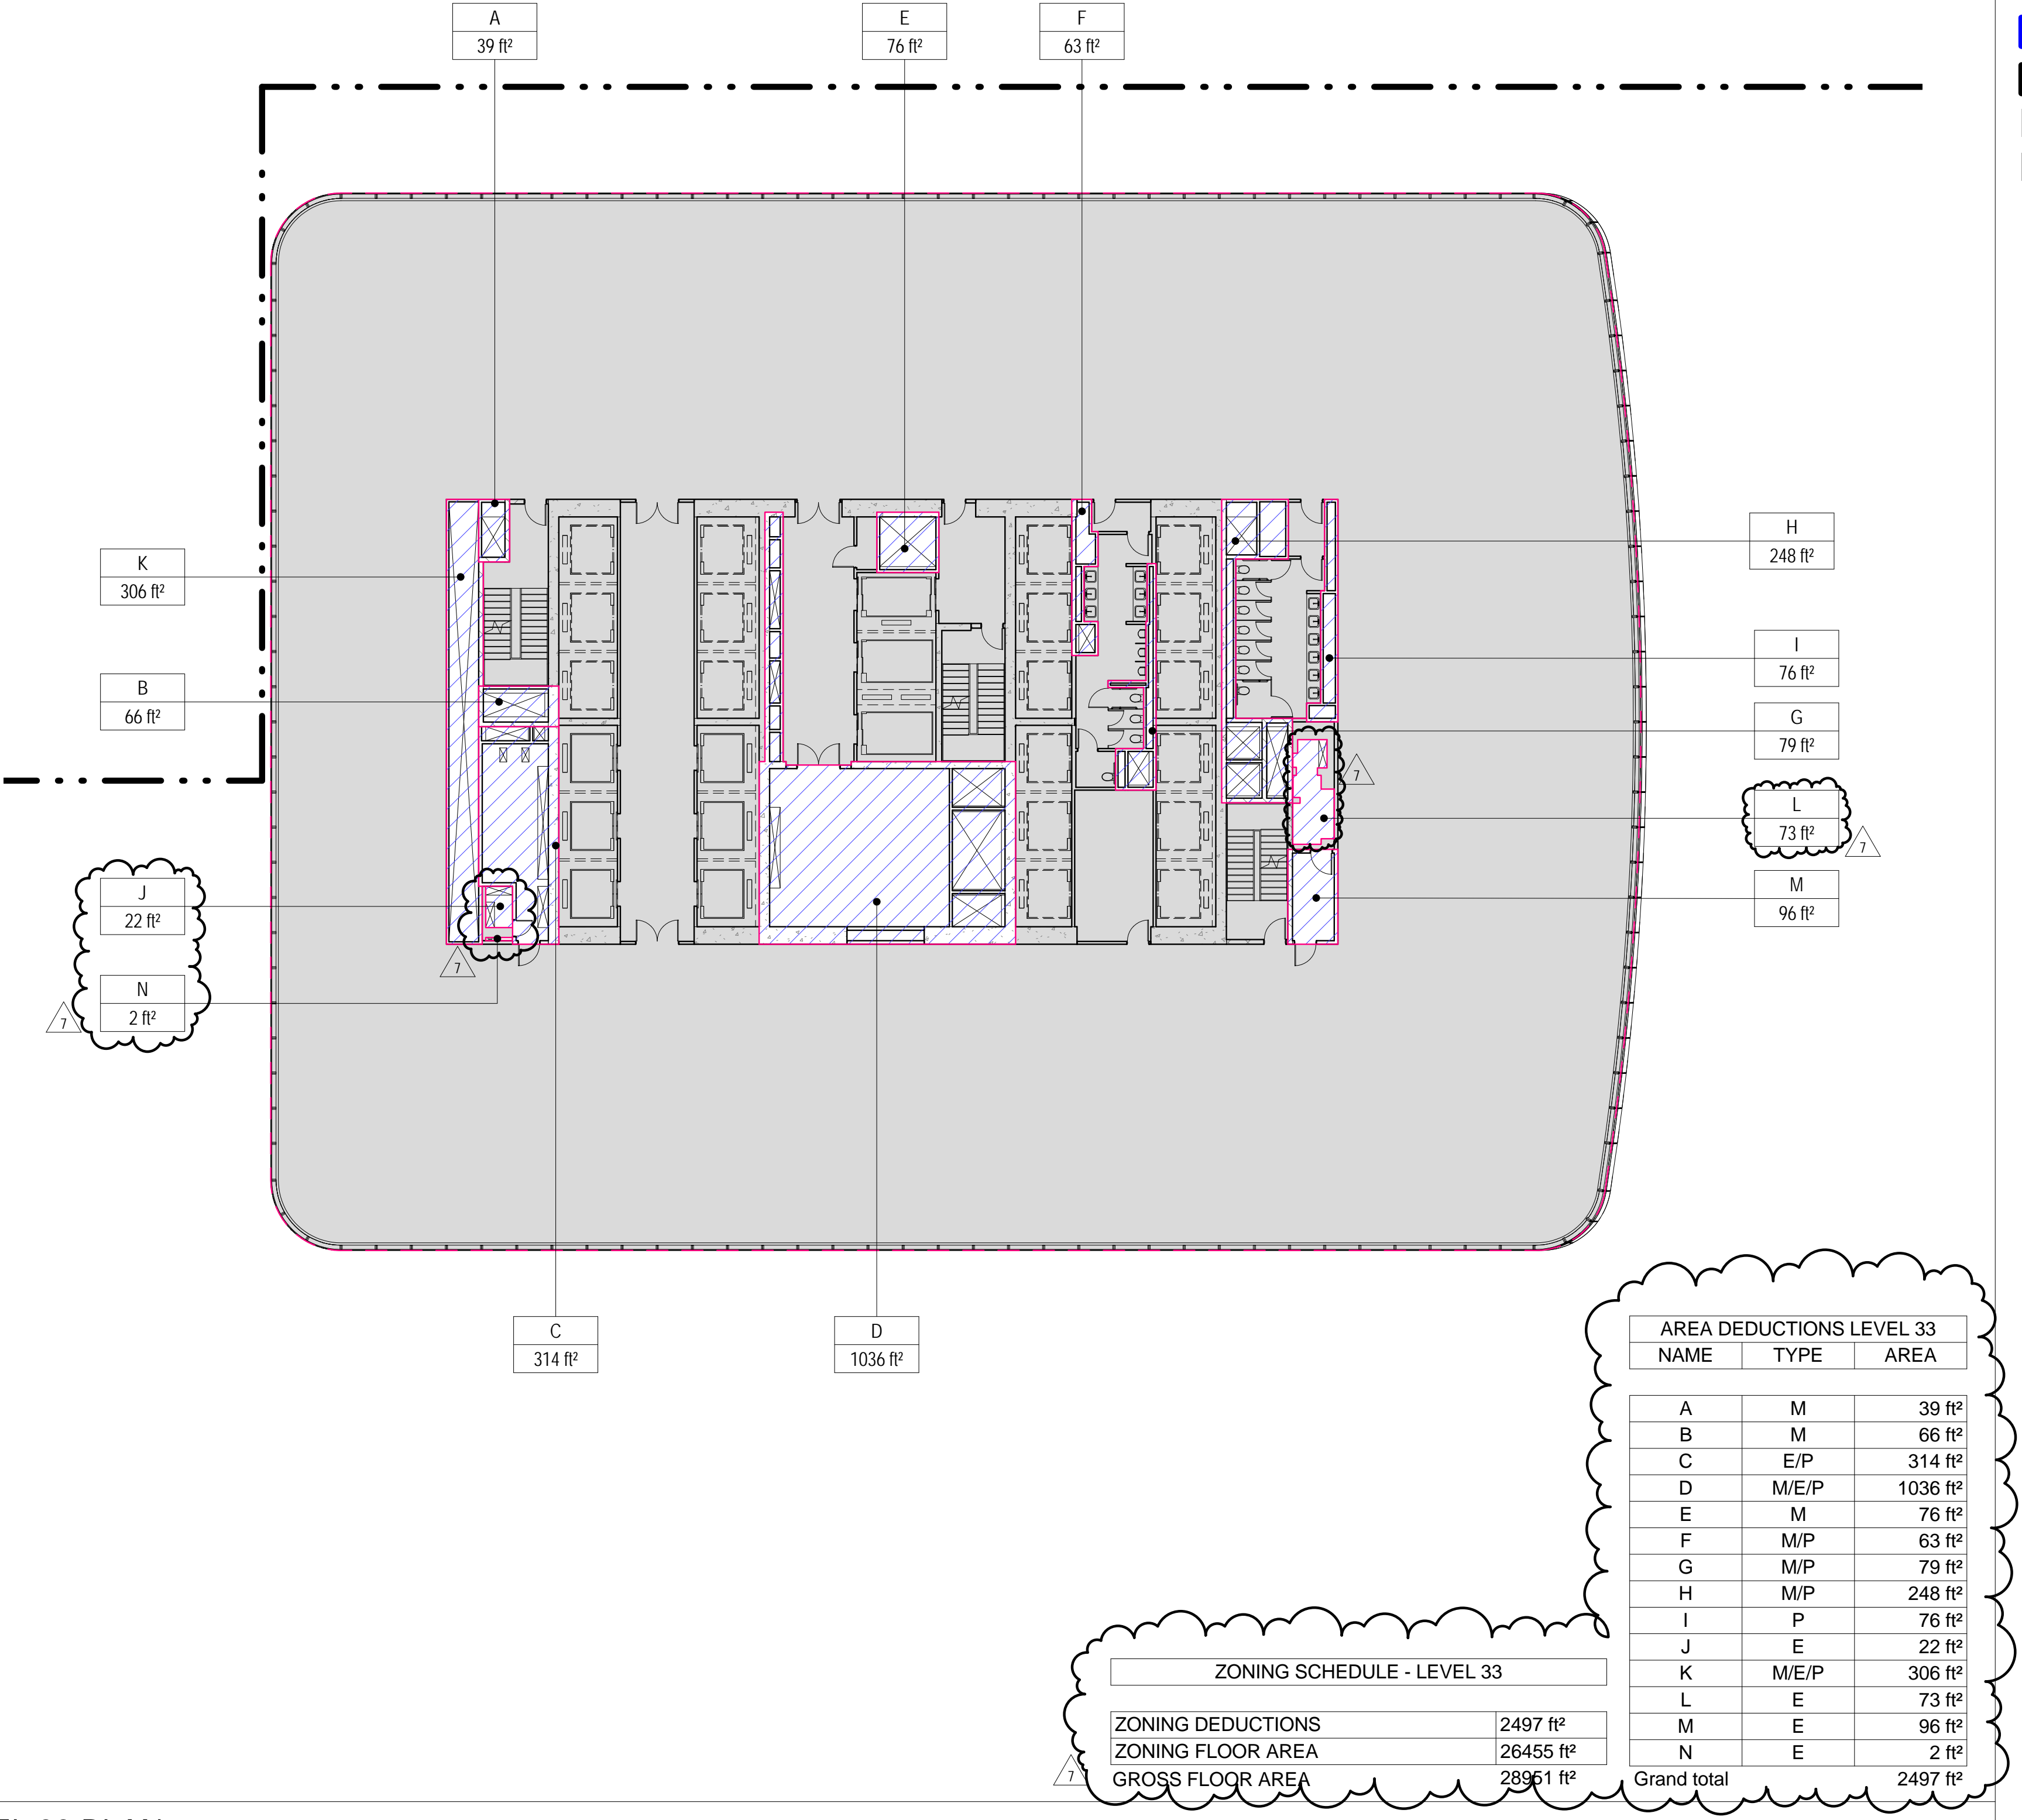 A
39 ft²
E
76 ft²
F
63 ft²
K
306 ft²
B
66 ft²
H
248 ft²
I
76 ft²
G
79 ft²
7
L
73 ft²
7
M
96 ft²
J
22 ft²
N
2 ft²
7
7
C
314 ft²
D
1036 ft²
AREA DEDUCTIONS LEVEL 33
NAME TYPE AREA
A M 39 ft²
B M 66 ft²
C E/P 314 ft²
D M/E/P 1036 ft²
E M 76 ft²
F M/P 63 ft²
G M/P 79 ft²
H M/P 248 ft²
I P 76 ft²
J E 22 ft²
K M/E/P 306 ft²
L E 73 ft²
M E 96 ft²
N E 2 ft²
Grand total 2497 ft²
ZONING SCHEDULE - LEVEL 33
ZONING DEDUCTIONS 2497 ft²
ZONING FLOOR AREA 26455 ft²
GROSS FLOOR AREA 28951 ft²
7